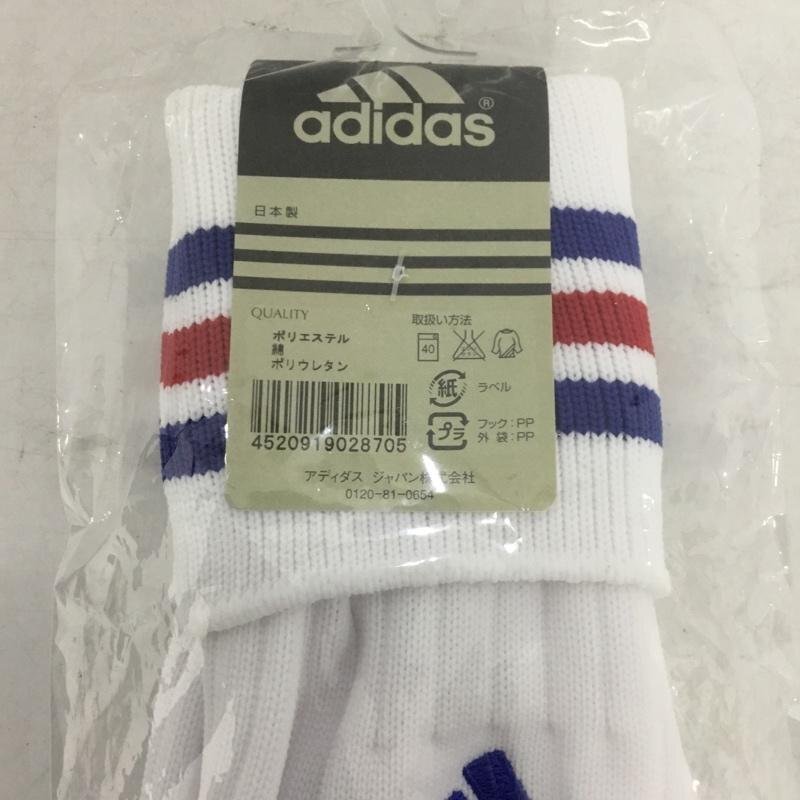 adidas®
日本製
QUALITY
ポリエステル
綿
ポリウレタン
取扱い方法
40
紙
ラベル
プラ
フック:PP
外袋:PP
4520919028705
アディダス ジャパン株式会社
0120-81-0654